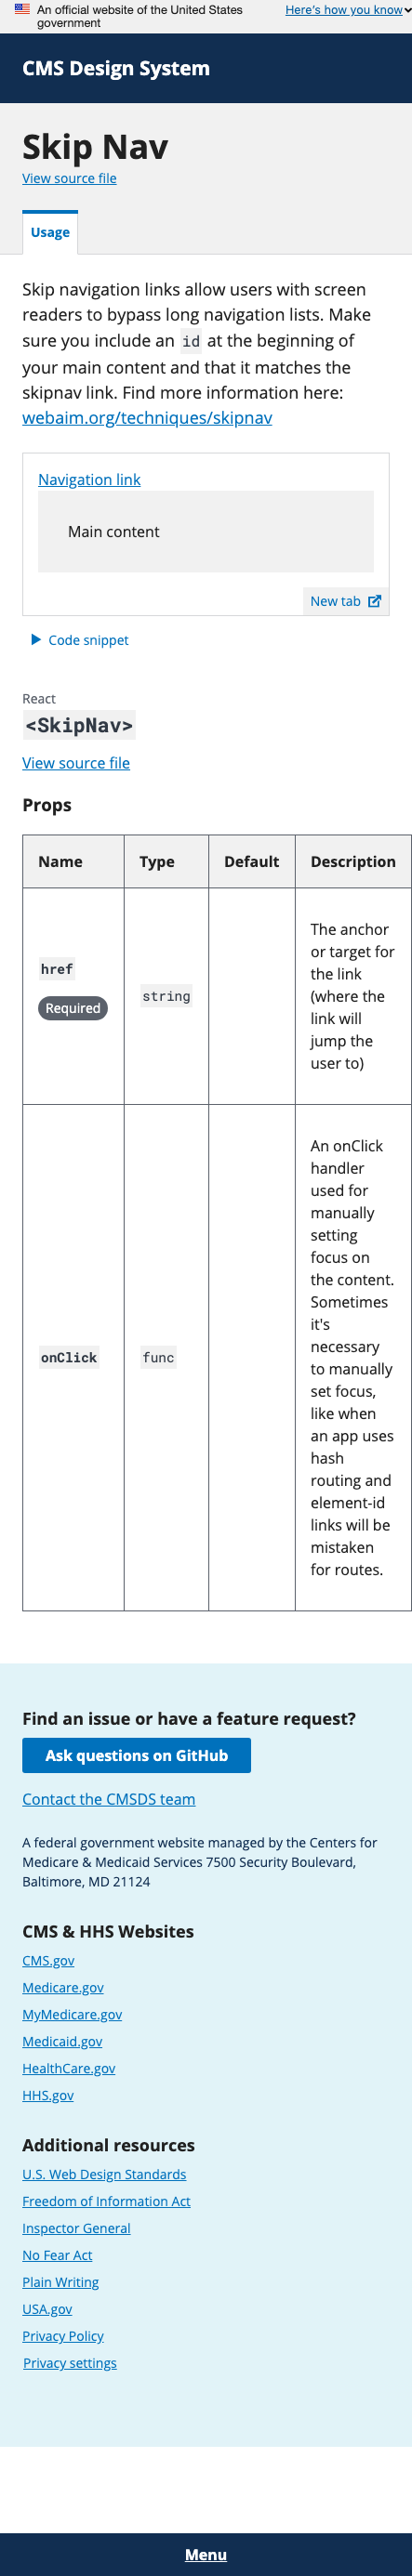 An official website of the United States
government
Here's how you know
CMS Design System
Skip Nav
View source file
Usage
Skip navigation links allow users with screen
readers to bypass long navigation lists. Make
sure you include an id at the beginning of
your main content and that it matches the
skipnav link. Find more information here:
webaim.org/techniques/skipnav
Navigation link
Main content
New tab
Code snippet
React
<SkipNav>
View source file
Props
Name Type Default Description
href
Required
string
The anchor
or target for
the link
(where the
link will
jump the
user to)
onClick
func
An onClick
handler
used for
manually
setting
focus on
the content.
Sometimes
it's
necessary
to manually
set focus,
like when
an app uses
hash
routing and
element-id
links will be
mistaken
for routes.
Find an issue or have a feature request?
Ask questions on GitHub
Contact the CMSDS team
A federal government website managed by the Centers for
Medicare & Medicaid Services 7500 Security Boulevard,
Baltimore, MD 21124
CMS & HHS Websites
CMS.gov
Medicare.gov
MyMedicare.gov
Medicaid.gov
HealthCare.gov
HHS.gov
Additional resources
U.S. Web Design Standards
Freedom of Information Act
Inspector General
No Fear Act
Plain Writing
USA.gov
Privacy Policy
Privacy settings
Menu